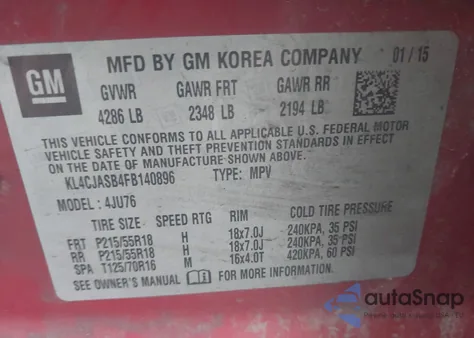 GM
MFD BY GM KOREA COMPANY 01/15
GVWR GAWR FRT GAWR RR
4286 LB 2348 LB 2194 LB
THIS VEHICLE CONFORMS TO ALL APPLICABLE U.S. FEDERAL MOTOR
VEHICLE SAFETY AND THEFT PREVENTION STANDARDS IN EFFECT
ON THE DATE OF MANUFACTURE SHOWN ABOVE.
KL4CJASB4FB140896 TYPE: MPV
MODEL: 4JU76
TIRE SIZE SPEED RTG RIM COLD TIRE PRESSURE
FRT P215/55R18 H 18x7.0J 240KPA, 35 PSI
RR P215/55R18 H 18x7.0J 240KPA, 35 PSI
SPA T125/70R16 M 16x4.0T 420KPA, 60 PSI
SEE OWNER'S MANUAL FOR MORE INFORMATION.
autoSnap